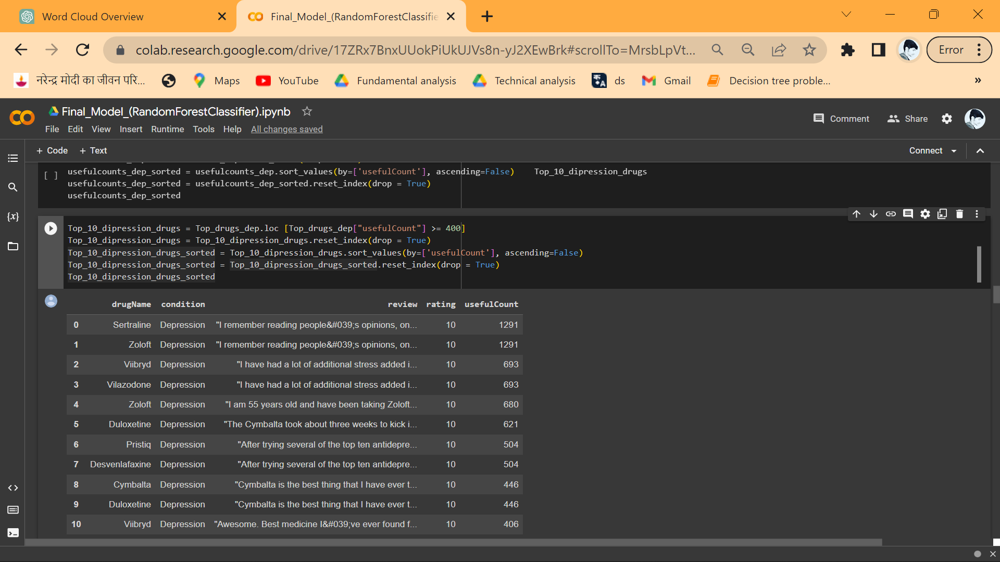 Word Cloud Overview
Final_Model_(RandomForestClassifie
colab.research.google.com/drive/17ZRx7BnxUUokPiUkUJVs8n-yJ2XEwBrk#scrollTo=MrsbLpVt...
Error
नरेन्द्र मोदी का जीवन परि...
Maps
YouTube
Fundamental analysis
Technical analysis
ds
Gmail
Decision tree proble...
»
Final_Model_(RandomForestClassifier).ipynb
File Edit View Insert Runtime Tools Help All changes saved
Comment
Share
+ Code + Text
Connect
[ ] usefulcounts_dep_sorted = usefulcounts_dep.sort_values(by=['usefulCount'], ascending=False) Top_10_dipression_drugs
usefulcounts_dep_sorted = usefulcounts_dep_sorted.reset_index(drop = True)
usefulcounts_dep_sorted
Top_10_dipression_drugs = Top_drugs_dep.loc [Top_drugs_dep["usefulCount"] >= 400]
Top_10_dipression_drugs = Top_10_dipression_drugs.reset_index(drop = True)
Top_10_dipression_drugs_sorted = Top_10_dipression_drugs.sort_values(by=['usefulCount'], ascending=False)
Top_10_dipression_drugs_sorted = Top_10_dipression_drugs_sorted.reset_index(drop = True)
Top_10_dipression_drugs_sorted
drugName condition review rating usefulCount
0 Sertraline Depression "I remember reading people&#039;s opinions, on... 10 1291
1 Zoloft Depression "I remember reading people&#039;s opinions, on... 10 1291
2 Viibryd Depression "I have had a lot of additional stress added i... 10 693
3 Vilazodone Depression "I have had a lot of additional stress added i... 10 693
4 Zoloft Depression "I am 55 years old and have been taking Zoloft... 10 680
5 Duloxetine Depression "The Cymbalta took about three weeks to kick i... 10 621
6 Pristiq Depression "After trying several of the top ten antidepre... 10 504
7 Desvenlafaxine Depression "After trying several of the top ten antidepre... 10 504
8 Cymbalta Depression "Cymbalta is the best thing that I have ever t... 10 446
9 Duloxetine Depression "Cymbalta is the best thing that I have ever t... 10 446
10 Viibryd Depression "Awesome. Best medicine I&#039;ve ever found f... 10 406